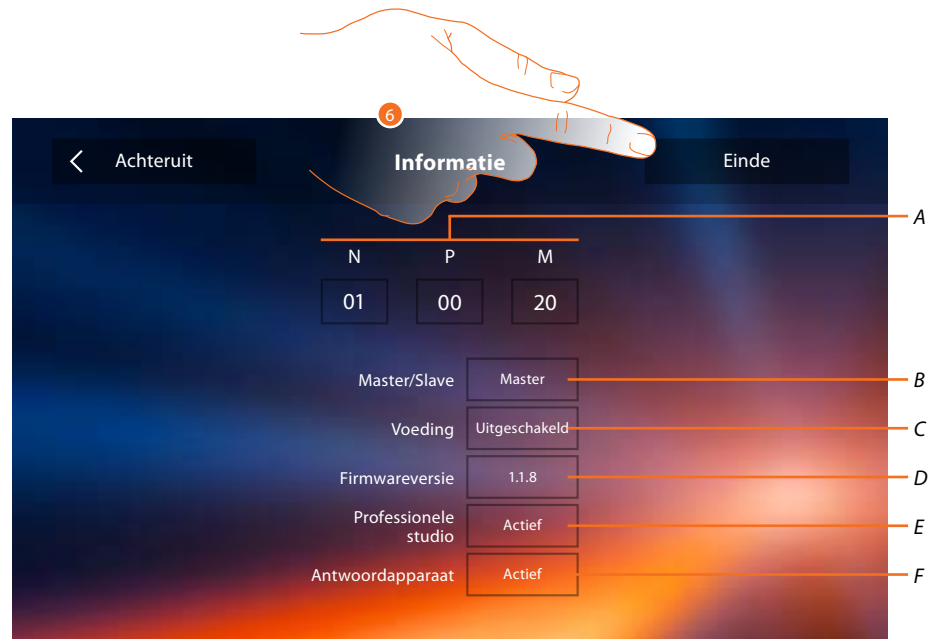 6
Achteruit
Informatie
Einde
A
N P M
01 00 20
Master/Slave Master B
Voeding Uitgeschakeld C
Firmwareversie 1.1.8 D
Professionele
studio Actief E
Antwoordapparaat Actief F